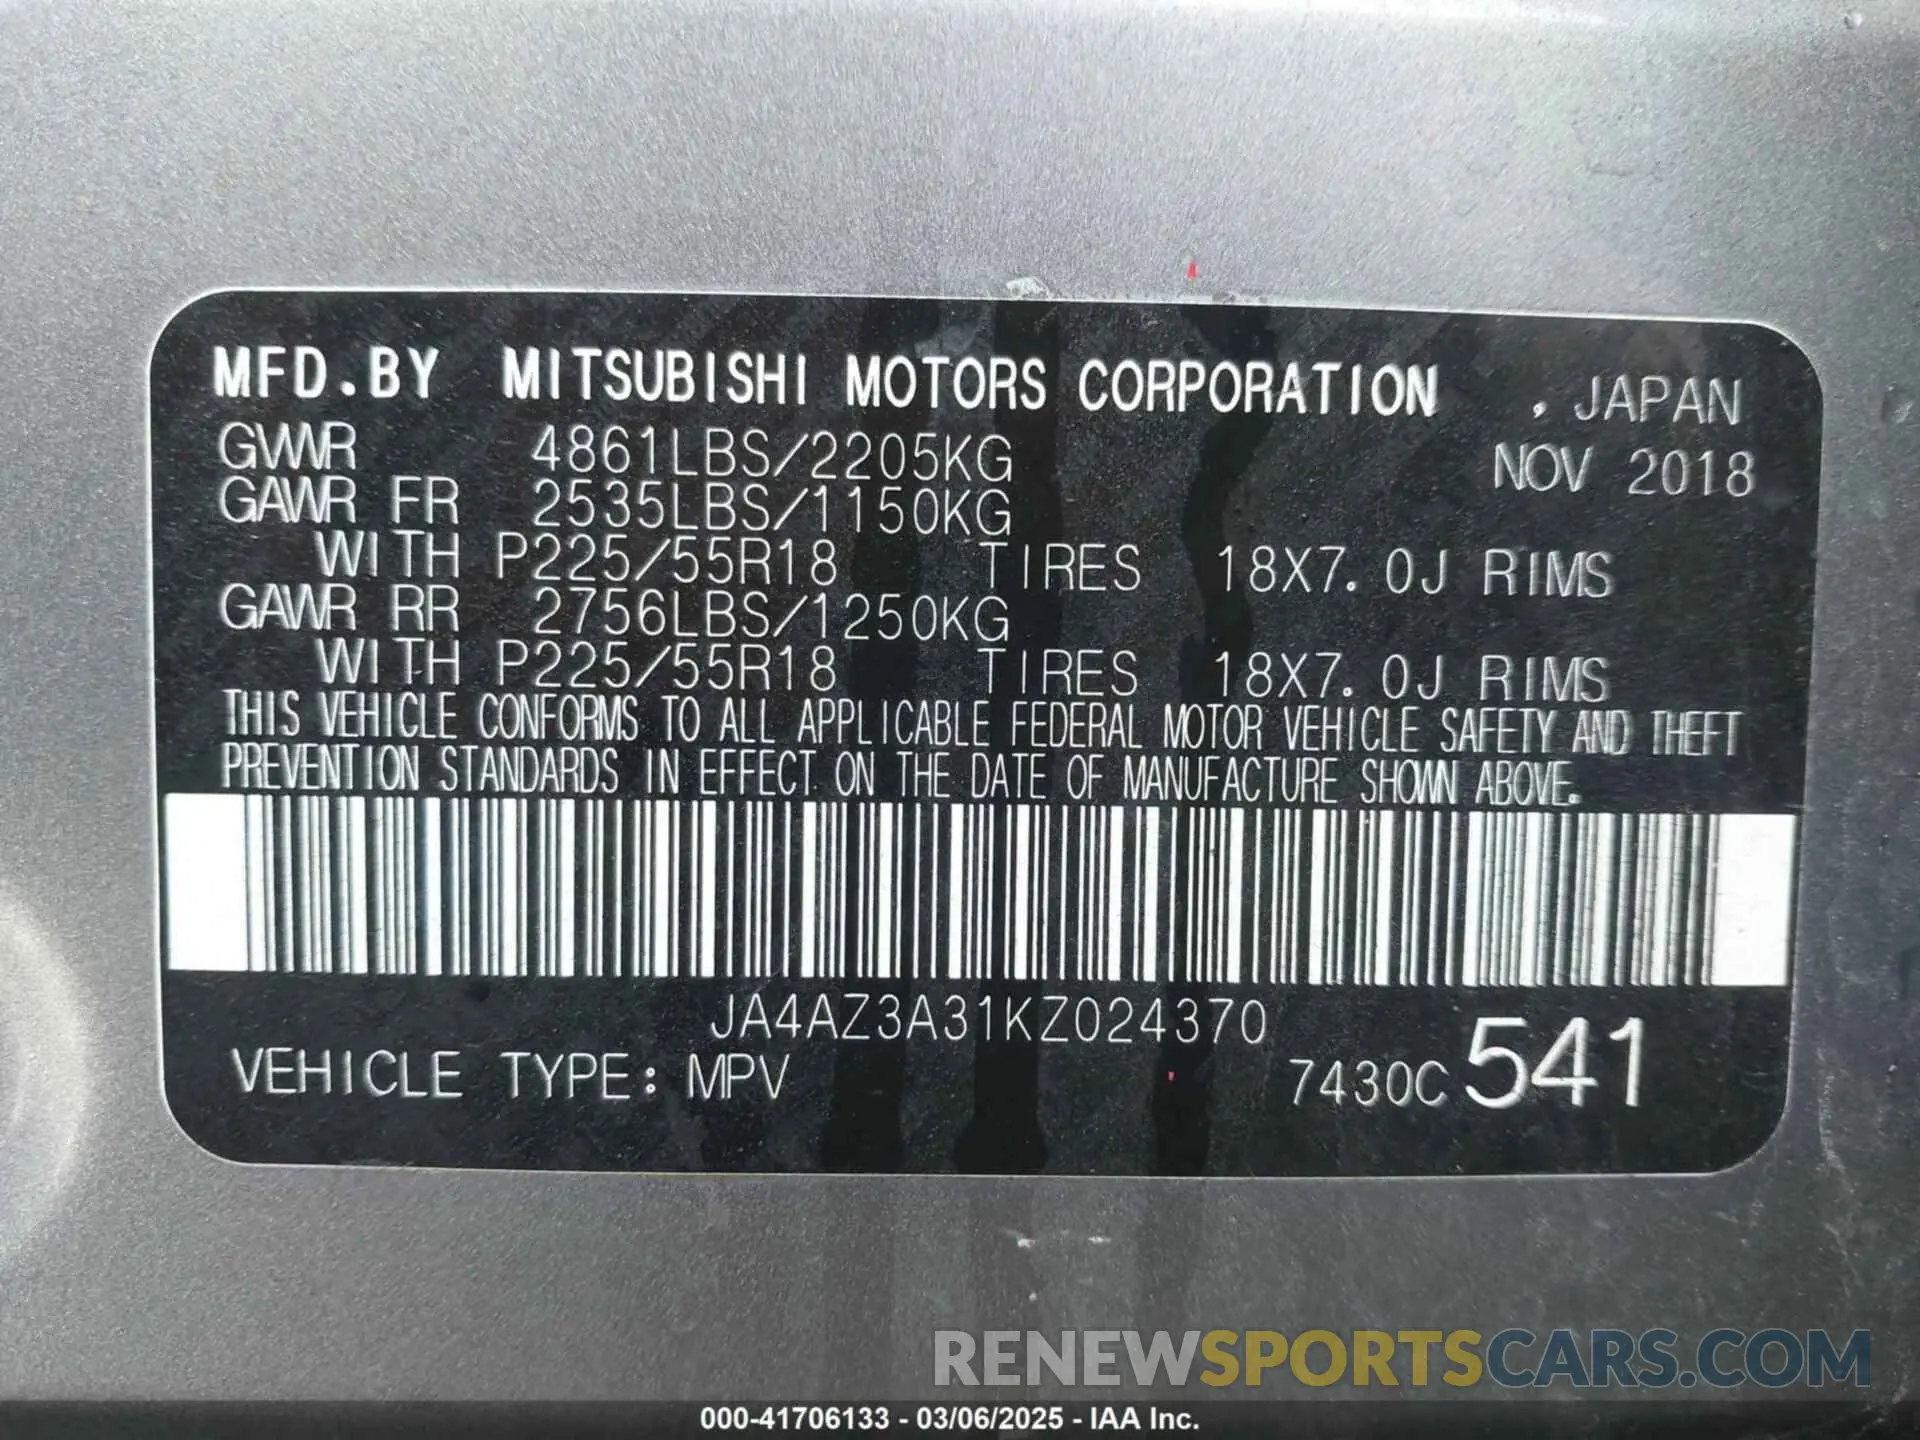 MFD.BY MITSUBISHI MOTORS CORPORATION , JAPAN
GVWR 4861LBS/2205KG NOV 2018
GAWR FR 2535LBS/1150KG
WITH P225/55R18 TIRES 18X7.0J RIMS
GAWR RR 2756LBS/1250KG
WITH P225/55R18 TIRES 18X7.0J RIMS
THIS VEHICLE CONFORMS TO ALL APPLICABLE FEDERAL MOTOR VEHICLE SAFETY AND THEFT
PREVENTION STANDARDS IN EFFECT ON THE DATE OF MANUFACTURE SHOWN ABOVE.
JA4AZ3A31KZ024370
VEHICLE TYPE: MPV 7430C 541
RENEWSPORTSCARS.COM
000-41706133 - 03/06/2025 - IAA Inc.